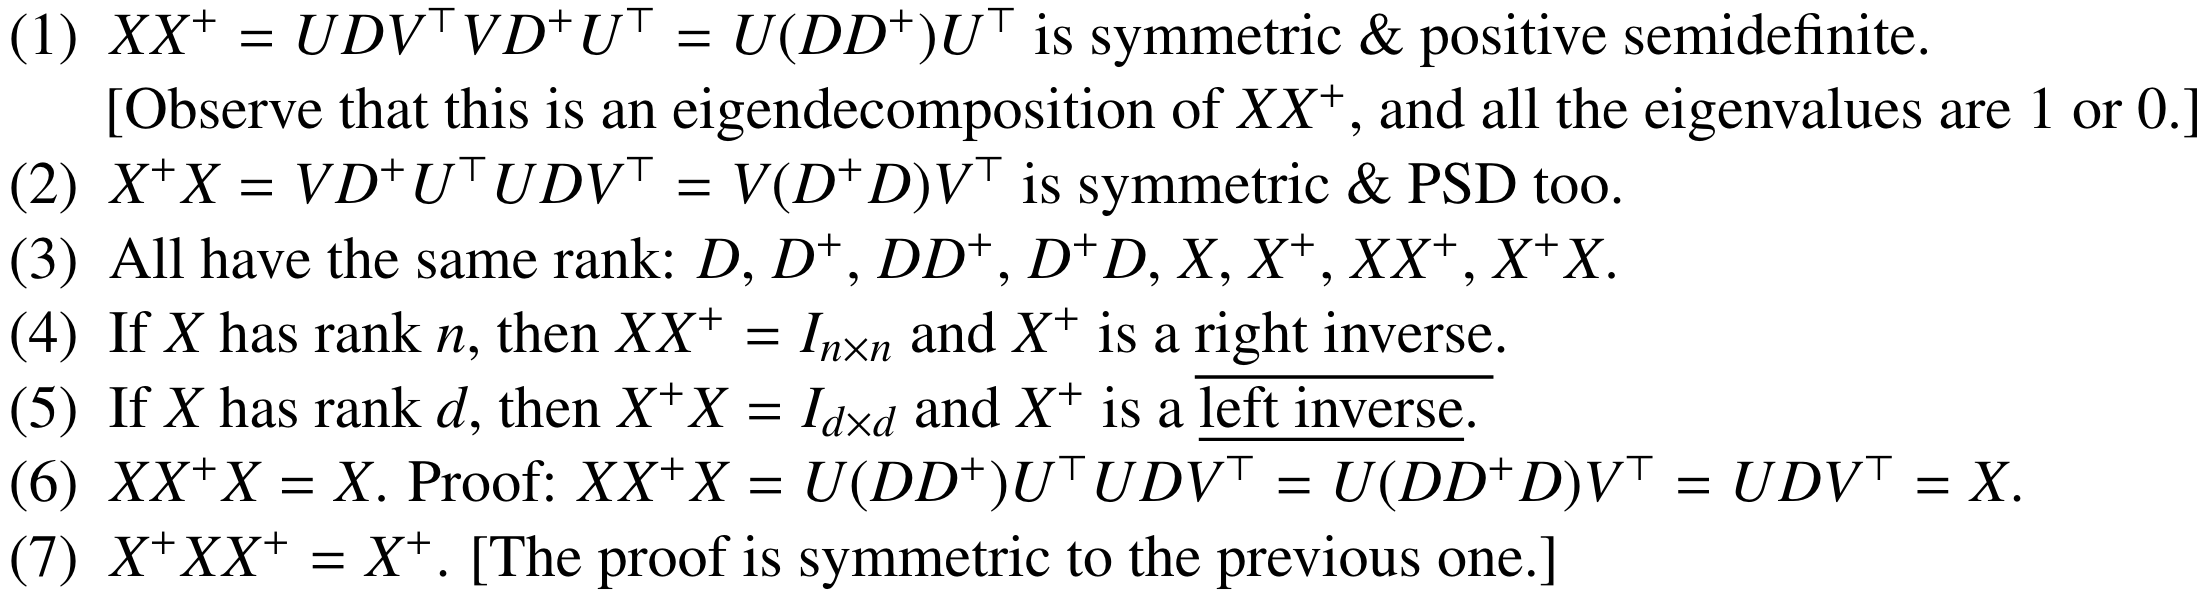 (1) XX⁺ = UDV⊤VD⁺U⊤ = U(DD⁺)U⊤ is symmetric & positive semidefinite.
[Observe that this is an eigendecomposition of XX⁺, and all the eigenvalues are 1 or 0.]
(2) X⁺X = VD⁺U⊤UDV⊤ = V(D⁺D)V⊤ is symmetric & PSD too.
(3) All have the same rank: D, D⁺, DD⁺, D⁺D, X, X⁺, XX⁺, X⁺X.
(4) If X has rank n, then XX⁺ = Iₙ×ₙ and X⁺ is a right inverse.
(5) If X has rank d, then X⁺X = I_{d×d} and X⁺ is a left inverse.
(6) XX⁺X = X. Proof: XX⁺X = U(DD⁺)U⊤UDV⊤ = U(DD⁺D)V⊤ = UDV⊤ = X.
(7) X⁺XX⁺ = X⁺. [The proof is symmetric to the previous one.]